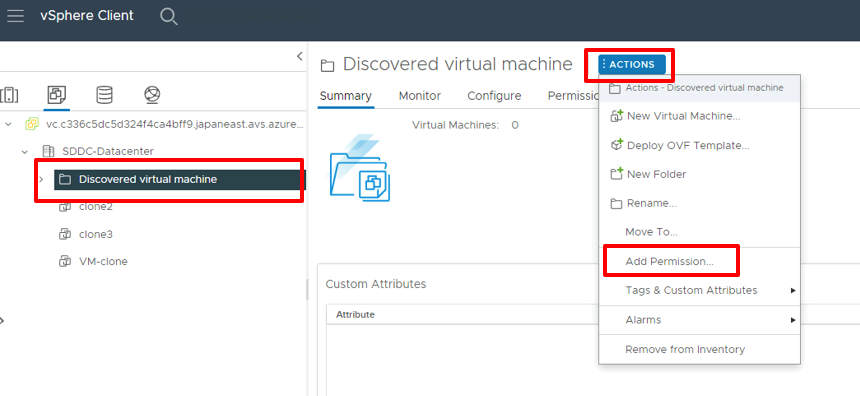 vSphere Client
Discovered virtual machine
ACTIONS
Summary
Monitor
Configure
Permissio
Virtual Machines: 0
vc.c336c5dc5d324f4ca4bff9.japaneast.avs.azure...
SDDC-Datacenter
Discovered virtual machine
clone2
clone3
VM-clone
Actions - Discovered virtual machine
New Virtual Machine...
Deploy OVF Template...
New Folder
Rename...
Move To...
Add Permission...
Tags & Custom Attributes
Alarms
Remove from Inventory
Custom Attributes
Attribute